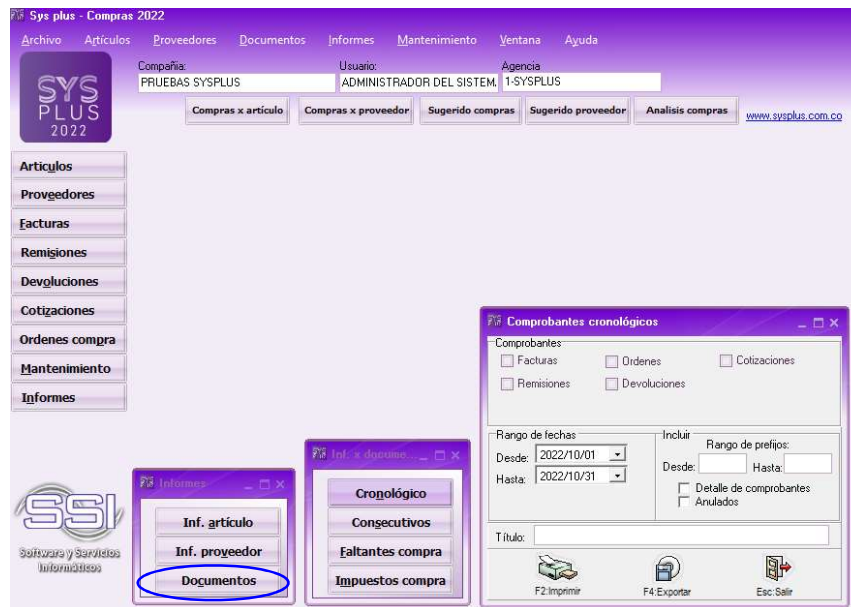 Sys plus - Compras 2022
Archivo Artículos Proveedores Documentos Informes Mantenimiento Ventana Ayuda
SYS
PLUS
2022
Compañia: Usuario: Agencia
PRUEBAS SYSPLUS ADMINISTRADOR DEL SISTEM. 1-SYSPLUS
Compras x artículo Compras x proveedor Sugerido compras Sugerido proveedor Analisis compras www.sysplus.com.co
Articulos
Proveedores
Facturas
Remisiones
Devoluciones
Cotizaciones
Ordenes compra
Mantenimiento
Informes
SSI
Software y Servicios
Informáticos
Informes
Inf. artículo
Inf. proveedor
Documentos
Inf. x docume...
Cronológico
Consecutivos
Faltantes compra
Impuestos compra
Comprobantes cronológicos
Comprobantes
Facturas Ordenes Cotizaciones
Remisiones Devoluciones
Rango de fechas
Desde: 2022/10/01
Hasta: 2022/10/31
Incluir
Rango de prefijos:
Desde: Hasta:
Detalle de comprobantes
Anulados
Título:
F2:Imprimir F4:Exportar Esc:Salir